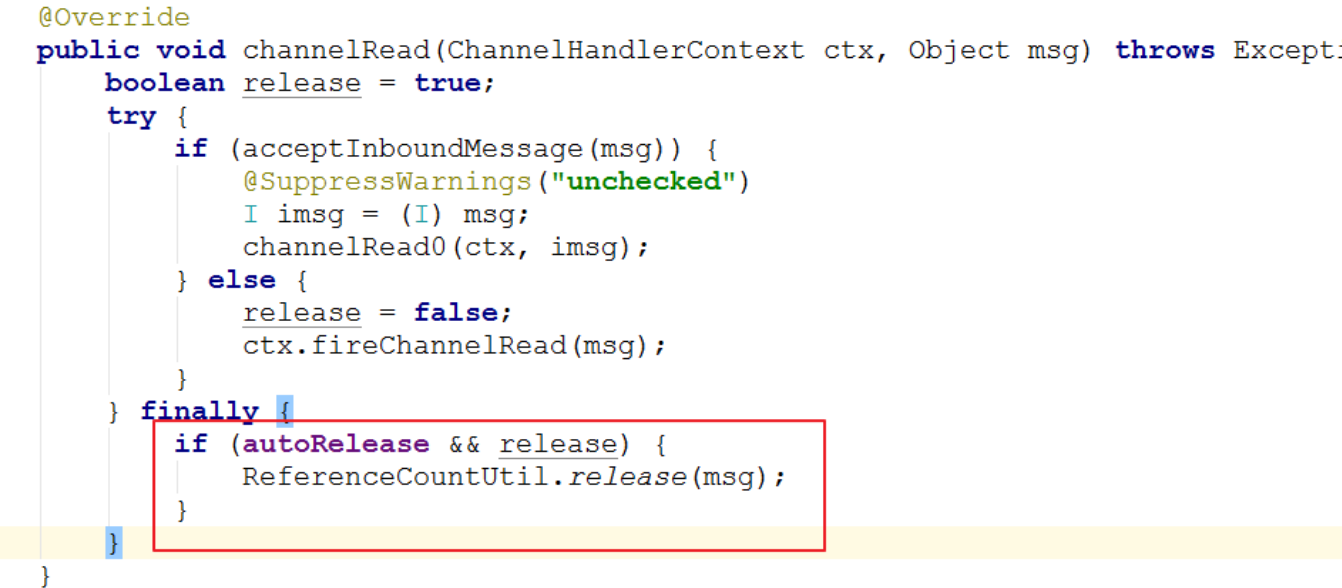 @Override
public void channelRead(ChannelHandlerContext ctx, Object msg) throws Excepti
boolean release = true;
try {
if (acceptInboundMessage(msg)) {
@SuppressWarnings("unchecked")
I imsg = (I) msg;
channelRead0(ctx, imsg);
} else {
release = false;
ctx.fireChannelRead(msg);
}
} finally {
if (autoRelease && release) {
ReferenceCountUtil.release(msg);
}
}
}